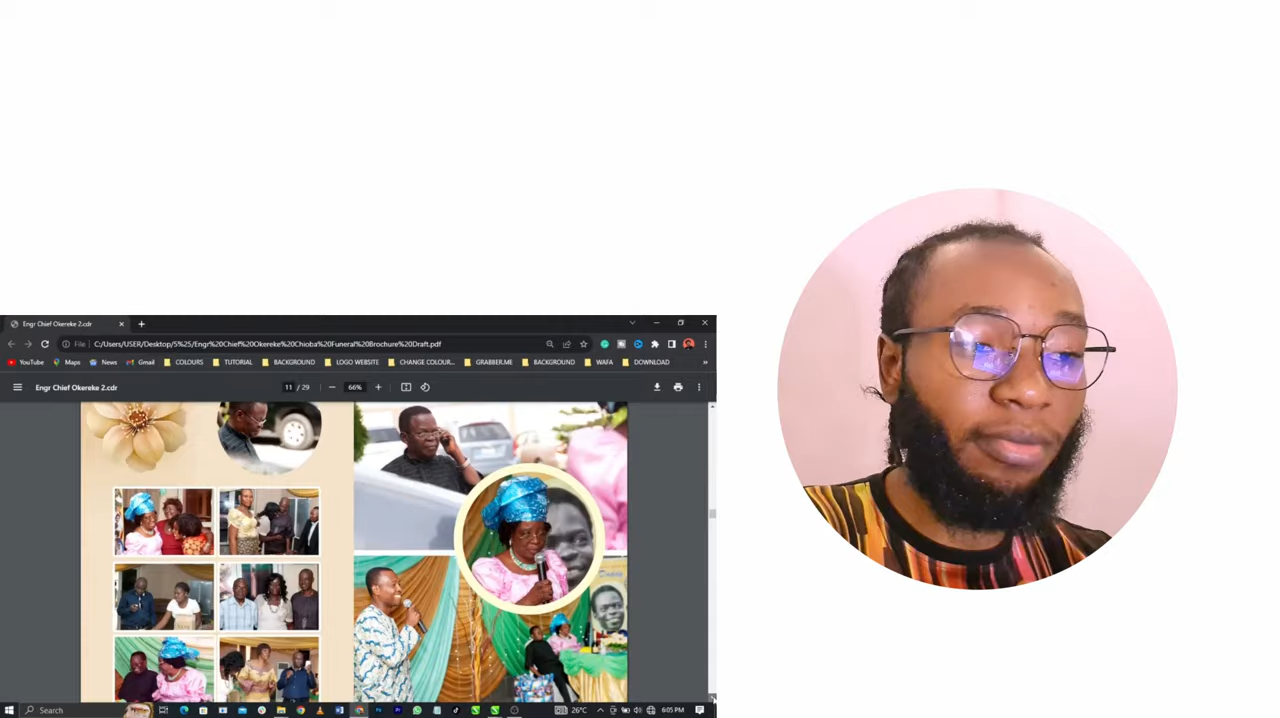 Engr Chief Okereke 2.cdr
File C:/Users/USER/Desktop/5%25/Engr%20Chief%20Okereke%20Chioba%20Funeral%20Brochure%20Draft.pdf
YouTube Maps News Gmail COLOURS TUTORIAL BACKGROUND LOGO WEBSITE CHANGE COLOUR... GRABBER.ME BACKGROUND WAFA DOWNLOAD »
Engr Chief Okereke 2.cdr 11 / 29 66%
Search 26°C 6:05 PM